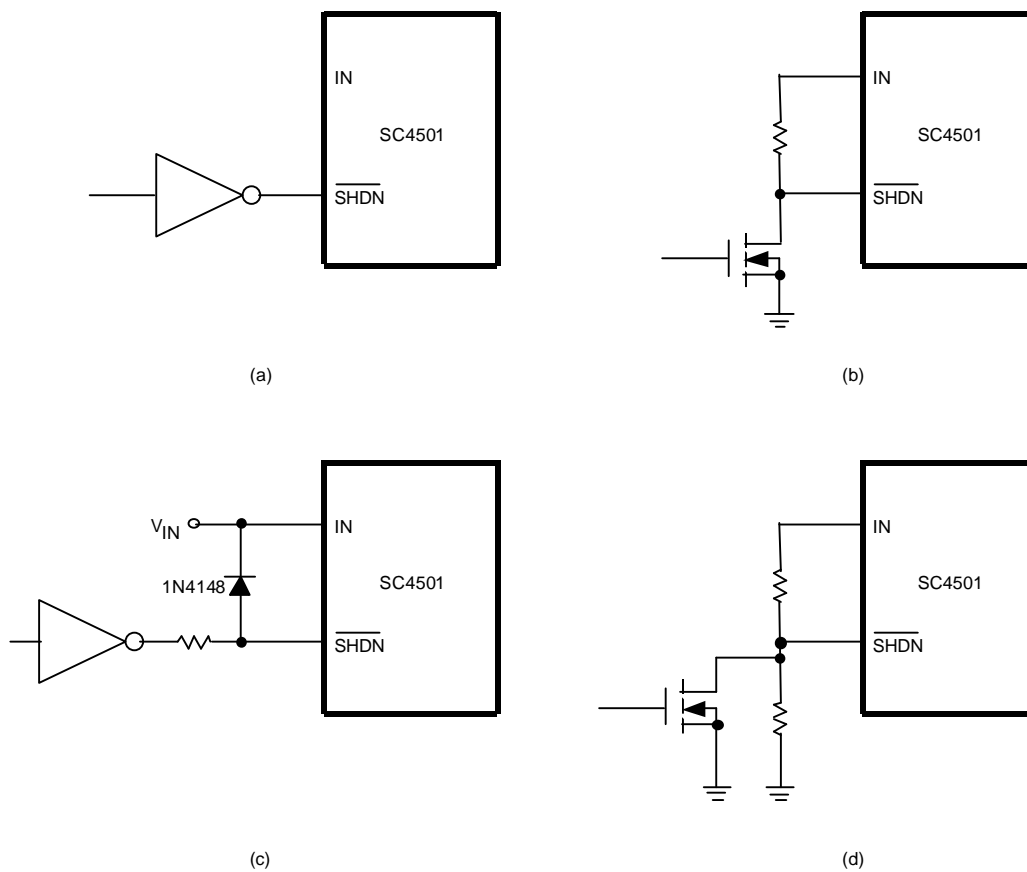 IN
SC4501
SHDN
(a)
IN
SC4501
SHDN
(b)
VIN
IN
1N4148
SC4501
SHDN
(c)
IN
SC4501
SHDN
(d)